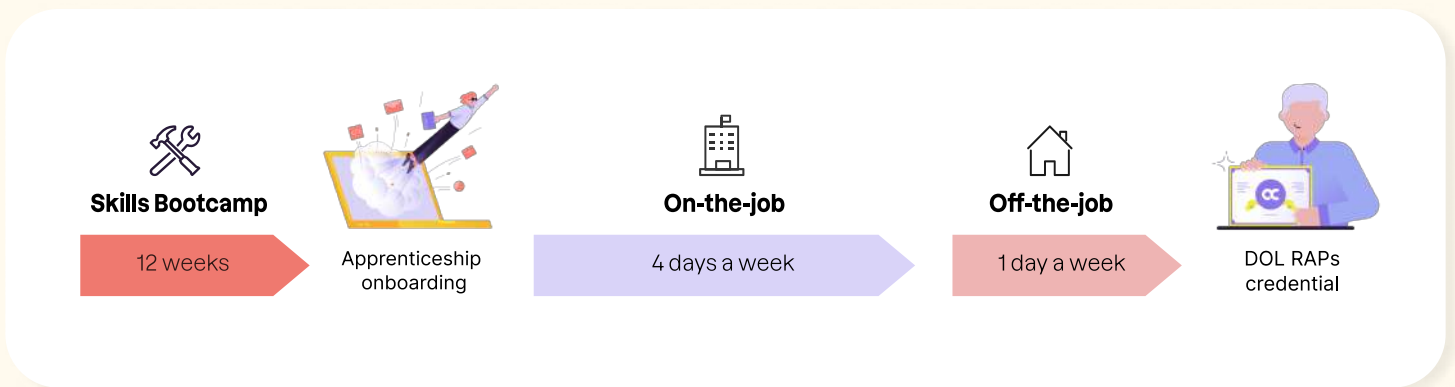 Skills Bootcamp
12 weeks
Apprenticeship
onboarding
On-the-job
4 days a week
Off-the-job
1 day a week
DOL RAPs
credential